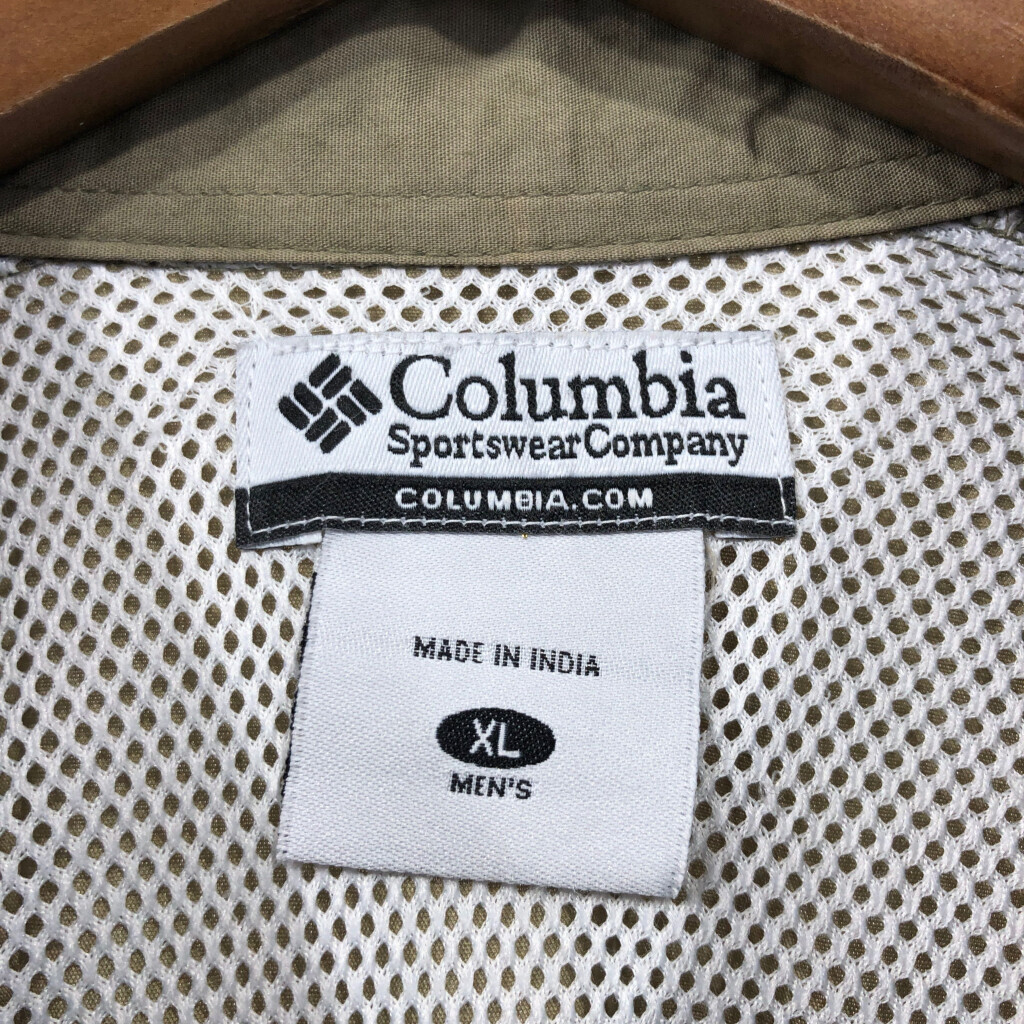 Columbia
Sportswear Company
COLUMBIA.COM
MADE IN INDIA
XL
MEN'S